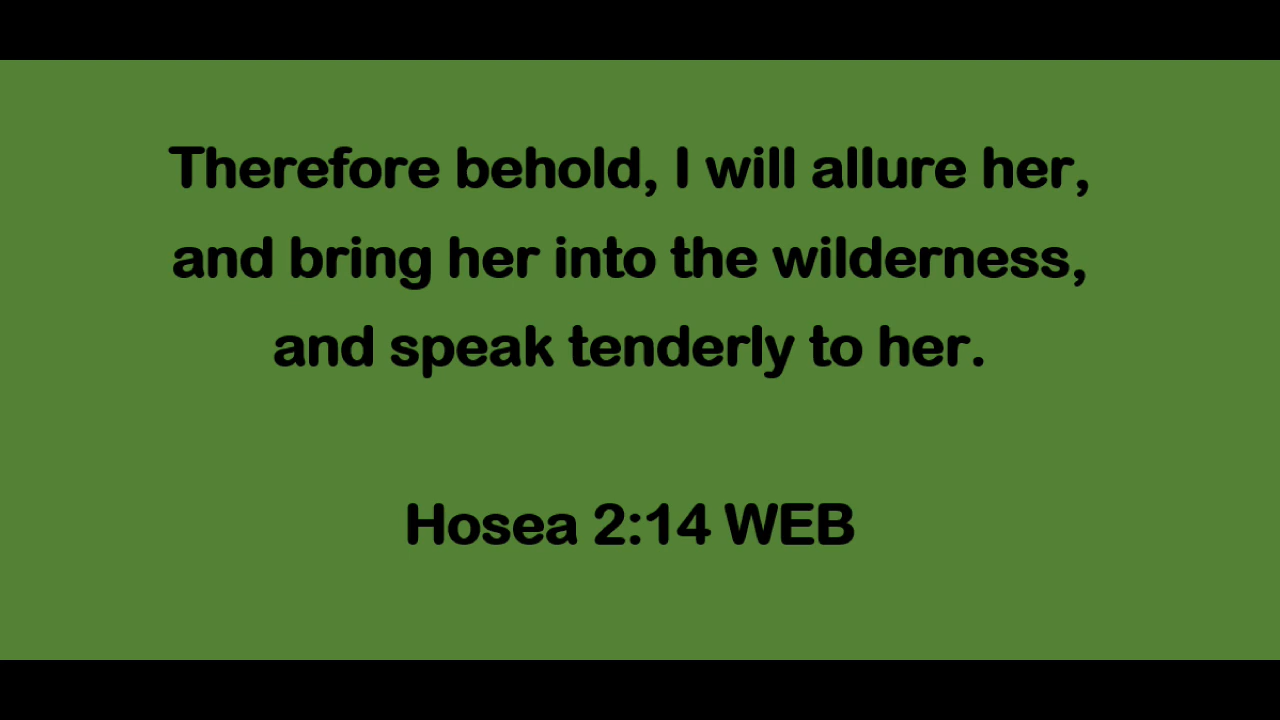 Therefore behold, I will allure her,
and bring her into the wilderness,
and speak tenderly to her.
Hosea 2:14 WEB